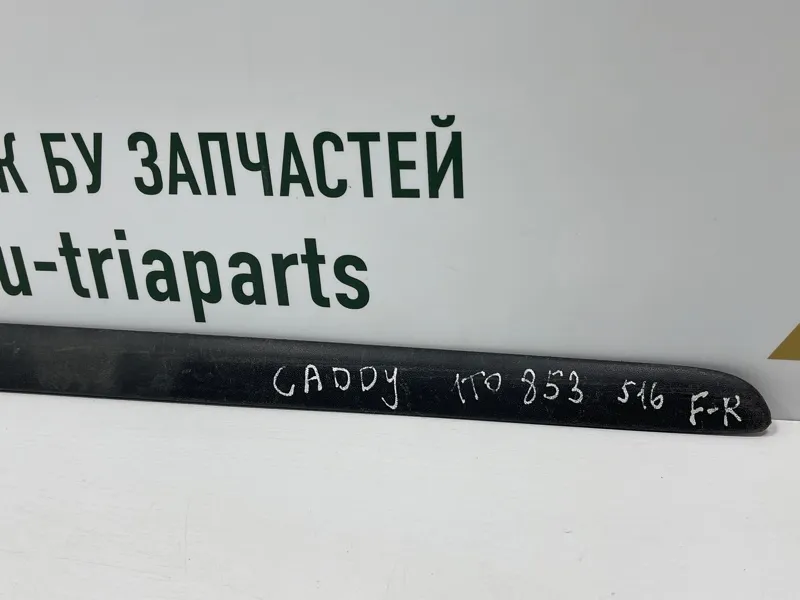 К БУ ЗАПЧАСТЕЙ
u-triaparts
CADDY 1T0 853 516 F-R